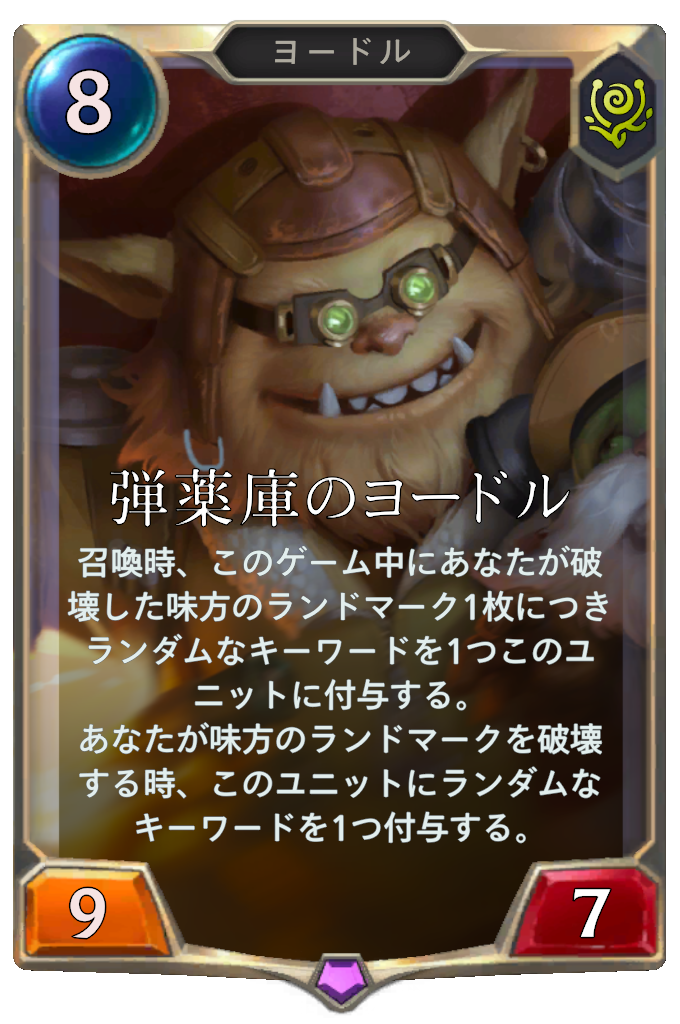 ヨードル
8
弾薬庫のヨードル
召喚時、このゲーム中にあなたが破
壊した味方のランドマーク1枚につき
ランダムなキーワードを1つこのユ
ニットに付与する。
あなたが味方のランドマークを破壊
する時、このユニットにランダムな
キーワードを1つ付与する。
9
7